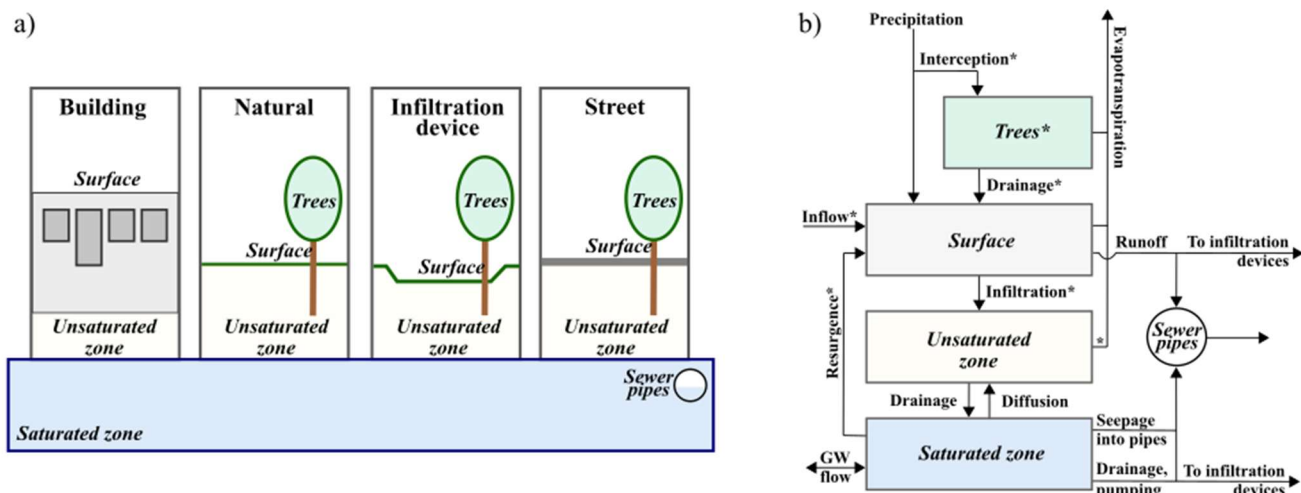 a)
Building
Surface
Unsaturated
zone
Natural
Trees
Surface
Unsaturated
zone
Infiltration
device
Trees
Surface
Unsaturated
zone
Street
Trees
Surface
Unsaturated
zone
Sewer
pipes
Saturated zone
b)
Precipitation
Interception*
Evapotranspiration
Trees*
Drainage*
Inflow*
Surface
Runoff
To infiltration
devices
Infiltration*
Resurgence*
Unsaturated
zone
*
Sewer
pipes
Drainage
Diffusion
Saturated zone
Seepage
into pipes
GW
flow
Drainage,
pumping
To infiltration
devices